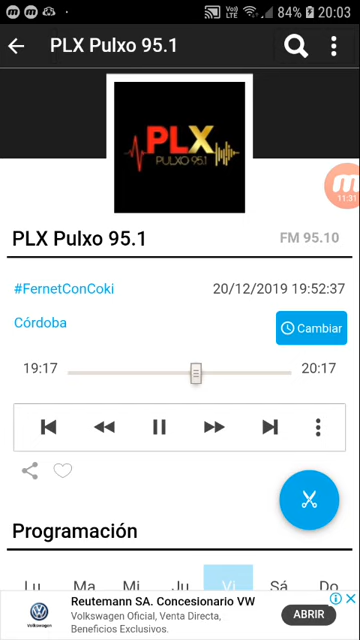 84% 20:03
PLX Pulxo 95.1
PLX
PULXO 95.1
11:31
PLX Pulxo 95.1
FM 95.10
#FernetConCoki
20/12/2019 19:52:37
Córdoba
Cambiar
19:17
20:17
Programación
Lu Ma Mi Ju Vi Sá Do
Reutemann SA. Concesionario VW
Volkswagen Oficial, Venta Directa,
Beneficios Exclusivos.
Volkswagen
ABRIR